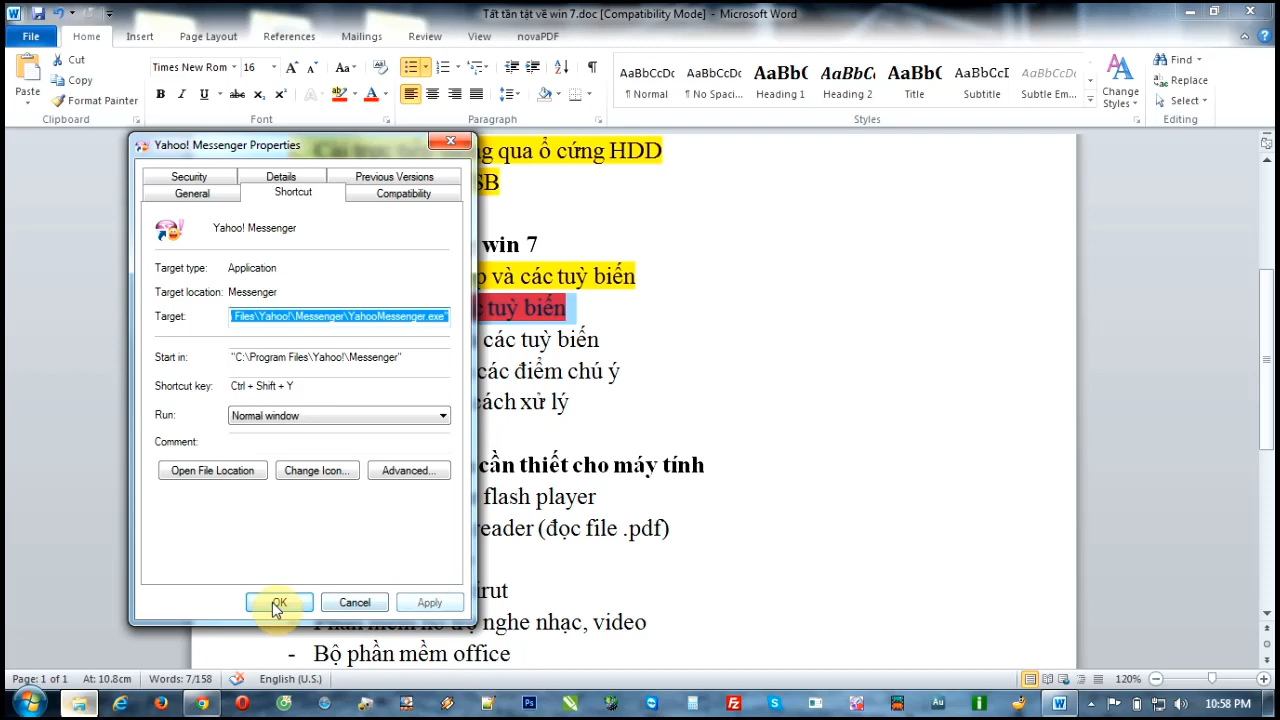 Tất tần tật về win 7.doc [Compatibility Mode] - Microsoft Word
File Home Insert Page Layout References Mailings Review View novaPDF
Paste
Cut
Copy
Format Painter
Clipboard
Times New Rom 16
Font
Paragraph
AaBbCcDc AaBbCcDc AaBbC AaBbCc AaBbC AaBbCcI AaBbCcDc
¶ Normal ¶ No Spaci... Heading 1 Heading 2 Title Subtitle Subtle Em...
Styles
Change Styles
Find
Replace
Select
Editing
qua ổ cứng HDD
SB
win 7
p và các tuỳ biến
c tuỳ biến
các tuỳ biến
các điểm chú ý
cách xử lý
cần thiết cho máy tính
flash player
reader (đọc file .pdf)
irut
nghe nhạc, video
- Bộ phần mềm office
Yahoo! Messenger Properties
Security Details Previous Versions
General Shortcut Compatibility
Yahoo! Messenger
Target type: Application
Target location: Messenger
Target: Files\Yahoo!\Messenger\YahooMessenger.exe"
Start in: "C:\Program Files\Yahoo!\Messenger"
Shortcut key: Ctrl + Shift + Y
Run: Normal window
Comment:
Open File Location Change Icon... Advanced...
OK Cancel Apply
Page: 1 of 1 At: 10.8cm Words: 7/158 English (U.S.) 120%
10:58 PM